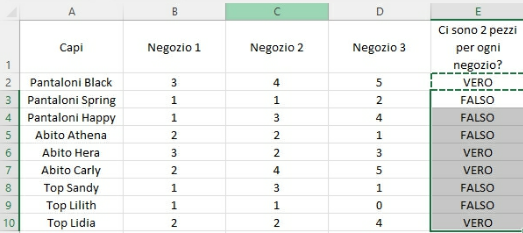 A B C D E
Ci sono 2 pezzi
Capi Negozio 1 Negozio 2 Negozio 3 per ogni
1 negozio?
2 Pantaloni Black 3 4 5 VERO
3 Pantaloni Spring 1 1 2 FALSO
4 Pantaloni Happy 1 3 4 FALSO
5 Abito Athena 2 2 1 FALSO
6 Abito Hera 3 2 3 VERO
7 Abito Carly 2 4 5 VERO
8 Top Sandy 1 3 1 FALSO
9 Top Lilith 1 1 0 FALSO
10 Top Lidia 2 2 4 VERO